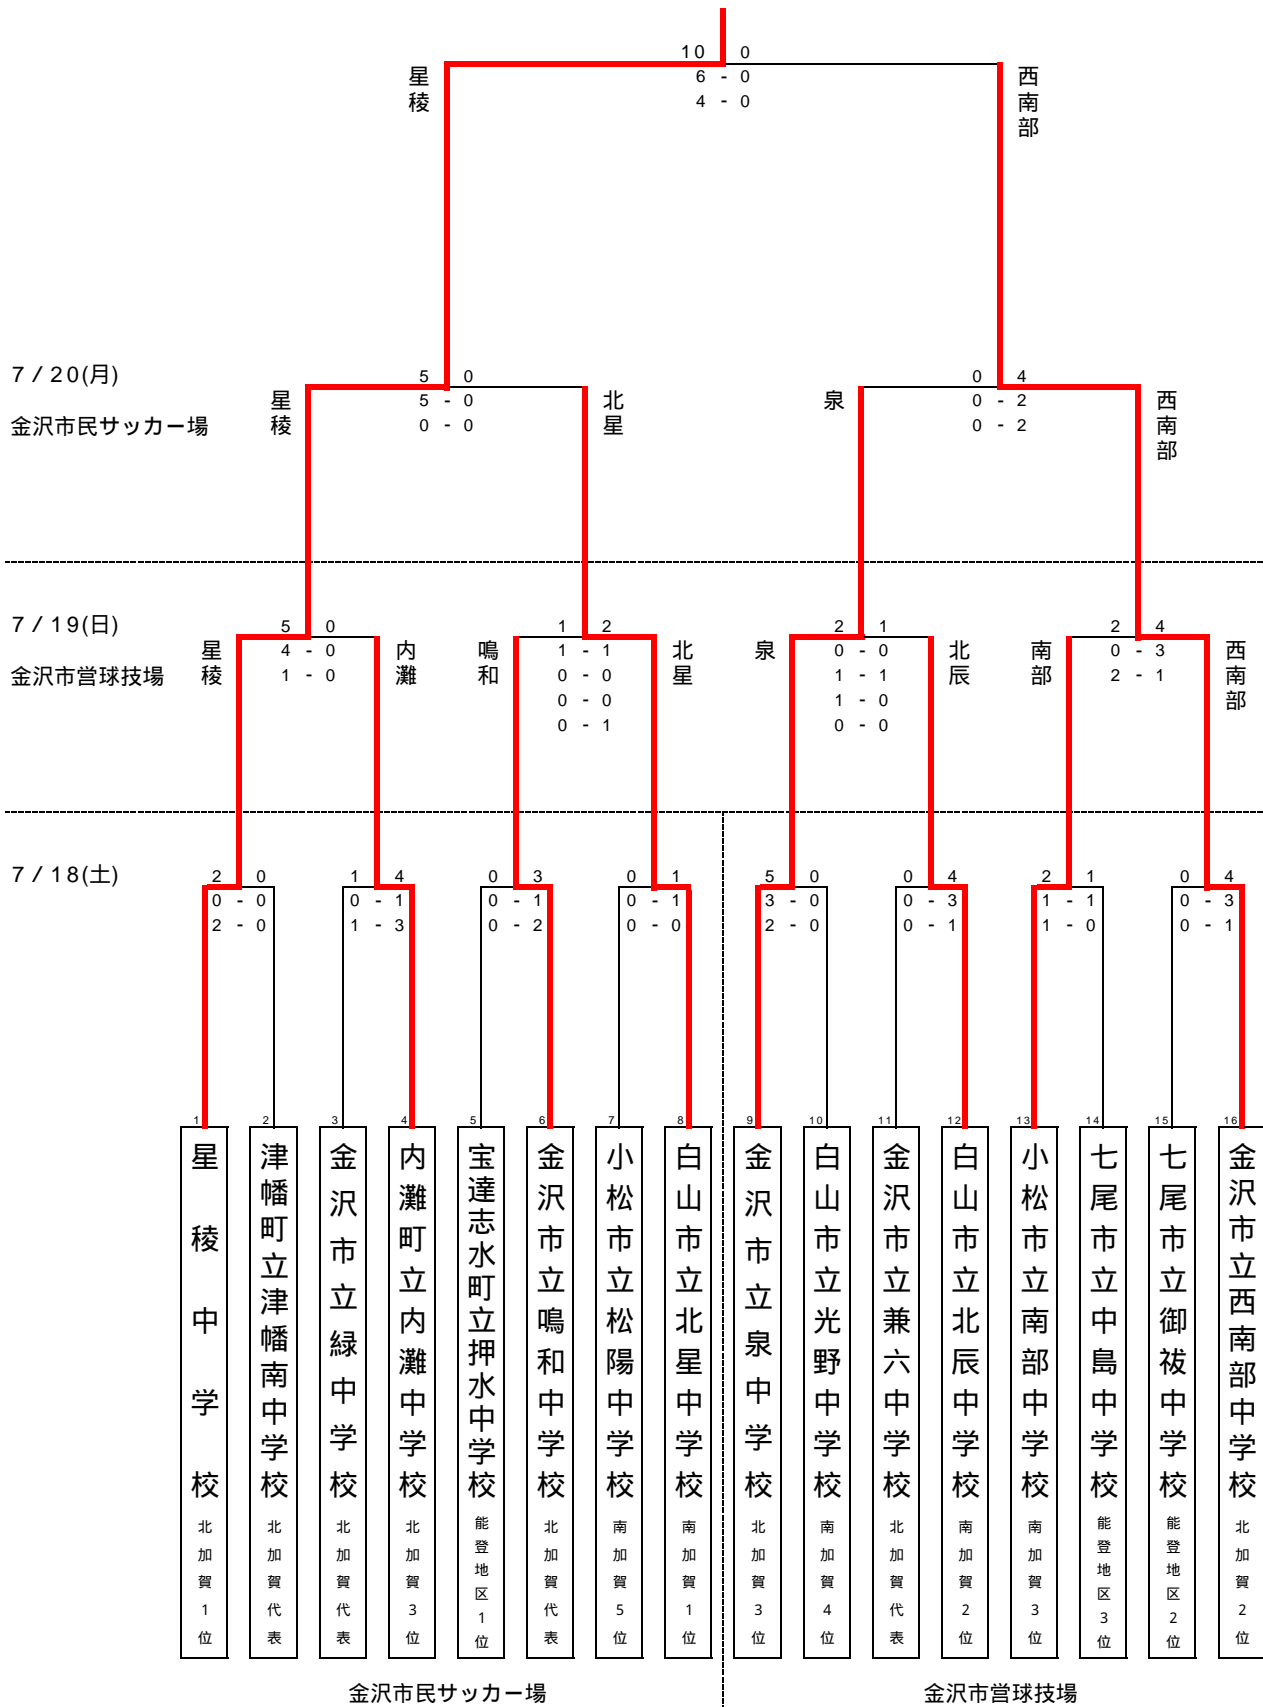 10 0
6 - 0
4 - 0
星稜
西南部
7 / 20(月)
金沢市民サッカー場
星稜
5 0
5 - 0
0 - 0
北星
泉
0 4
0 - 2
0 - 2
西南部
7 / 19(日)
金沢市営球技場
星稜
5 0
4 - 0
1 - 0
内灘
鳴和
1 2
1 - 1
0 - 0
0 - 0
0 - 1
北星
泉
2 1
0 - 0
1 - 1
1 - 0
0 - 0
北辰
南部
2 4
0 - 3
2 - 1
西南部
7 / 18(土)
2 0
0 - 0
2 - 0
1 4
0 - 1
1 - 3
0 3
0 - 1
0 - 2
0 1
0 - 1
0 - 0
5 0
3 - 0
2 - 0
0 4
0 - 3
0 - 1
2 1
1 - 1
1 - 0
0 4
0 - 3
0 - 1
1
星稜中学校
北加賀1位
2
津幡町立津幡南中学校
北加賀代表
3
金沢市立緑中学校
北加賀代表
4
内灘町立内灘中学校
北加賀3位
5
宝達志水町立押水中学校
能登地区1位
6
金沢市立鳴和中学校
北加賀代表
7
小松市立松陽中学校
南加賀5位
8
白山市立北星中学校
南加賀1位
9
金沢市立泉中学校
北加賀3位
10
白山市立光野中学校
南加賀4位
11
金沢市立兼六中学校
北加賀代表
12
白山市立北辰中学校
南加賀2位
13
小松市立南部中学校
南加賀3位
14
七尾市立中島中学校
能登地区3位
15
七尾市立御祓中学校
能登地区2位
16
金沢市立西南部中学校
北加賀2位
金沢市民サッカー場
金沢市営球技場